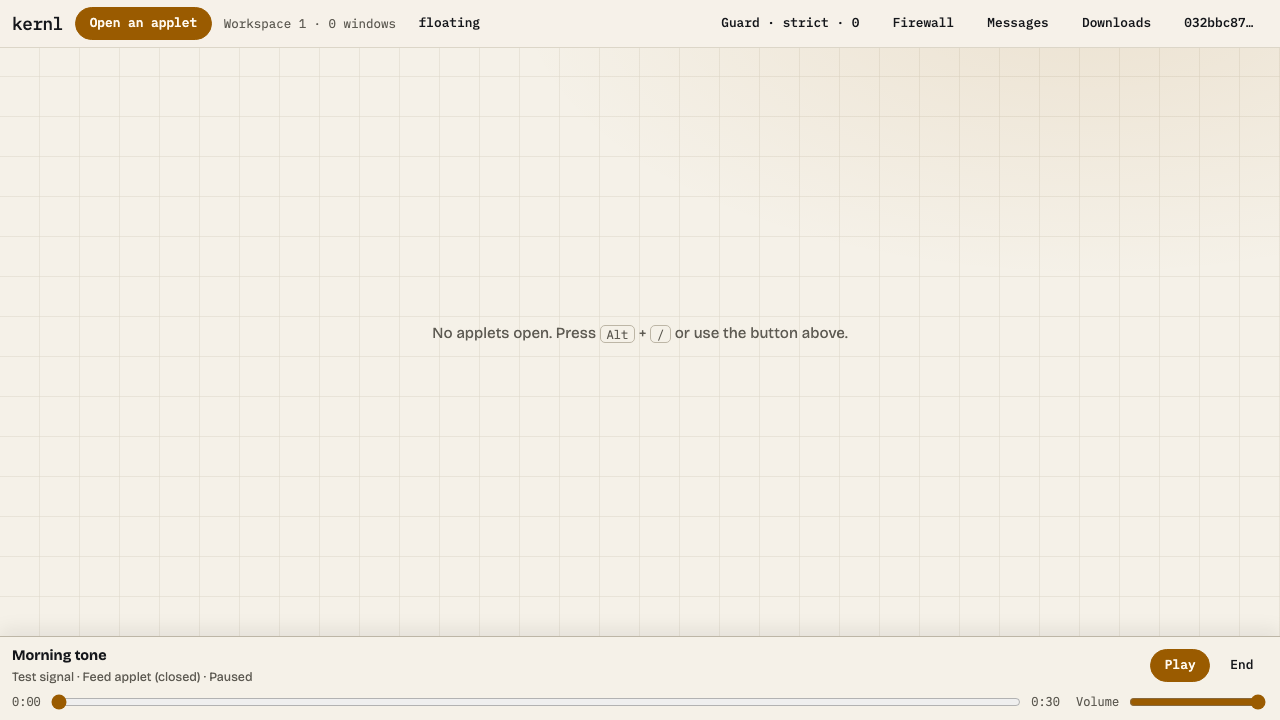 kernl Open an applet Workspace 1 · 0 windows floating Guard · strict · 0 Firewall Messages Downloads 032bbc87…
No applets open. Press Alt + / or use the button above.
Morning tone
Test signal · Feed applet (closed) · Paused
Play End
0:00 0:30 Volume